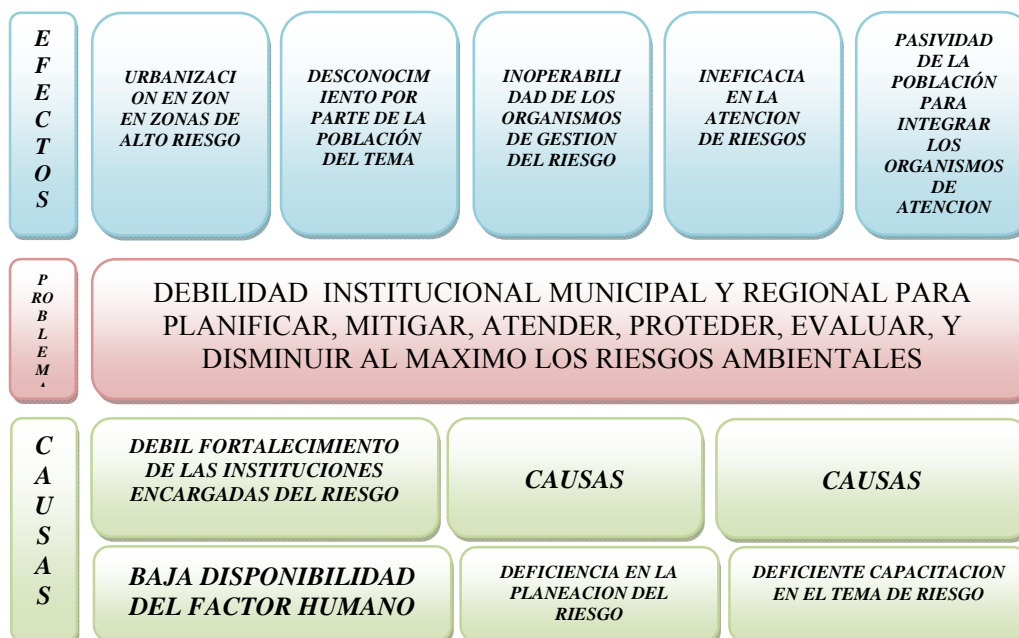 E
F
E
C
T
O
S
URBANIZACI
ON EN ZON
EN ZONAS DE
ALTO RIESGO
DESCONOCIM
IENTO POR
PARTE DE LA
POBLACIÓN
DEL TEMA
INOPERABILI
DAD DE LOS
ORGANISMOS
DE GESTION
DEL RIESGO
INEFICACIA
EN LA
ATENCION
DE RIESGOS
PASIVIDAD
DE LA
POBLACIÓN
PARA
INTEGRAR
LOS
ORGANISMOS
DE
ATENCION
P
RO
B
L
E
M
DEBILIDAD INSTITUCIONAL MUNICIPAL Y REGIONAL PARA
PLANIFICAR, MITIGAR, ATENDER, PROTEDER, EVALUAR, Y
DISMINUIR AL MAXIMO LOS RIESGOS AMBIENTALES
C
A
U
S
A
S
DEBIL FORTALECIMIENTO
DE LAS INSTITUCIONES
ENCARGADAS DEL RIESGO
CAUSAS
CAUSAS
BAJA DISPONIBILIDAD
DEL FACTOR HUMANO
DEFICIENCIA EN LA
PLANEACION DEL
RIESGO
DEFICIENTE CAPACITACION
EN EL TEMA DE RIESGO